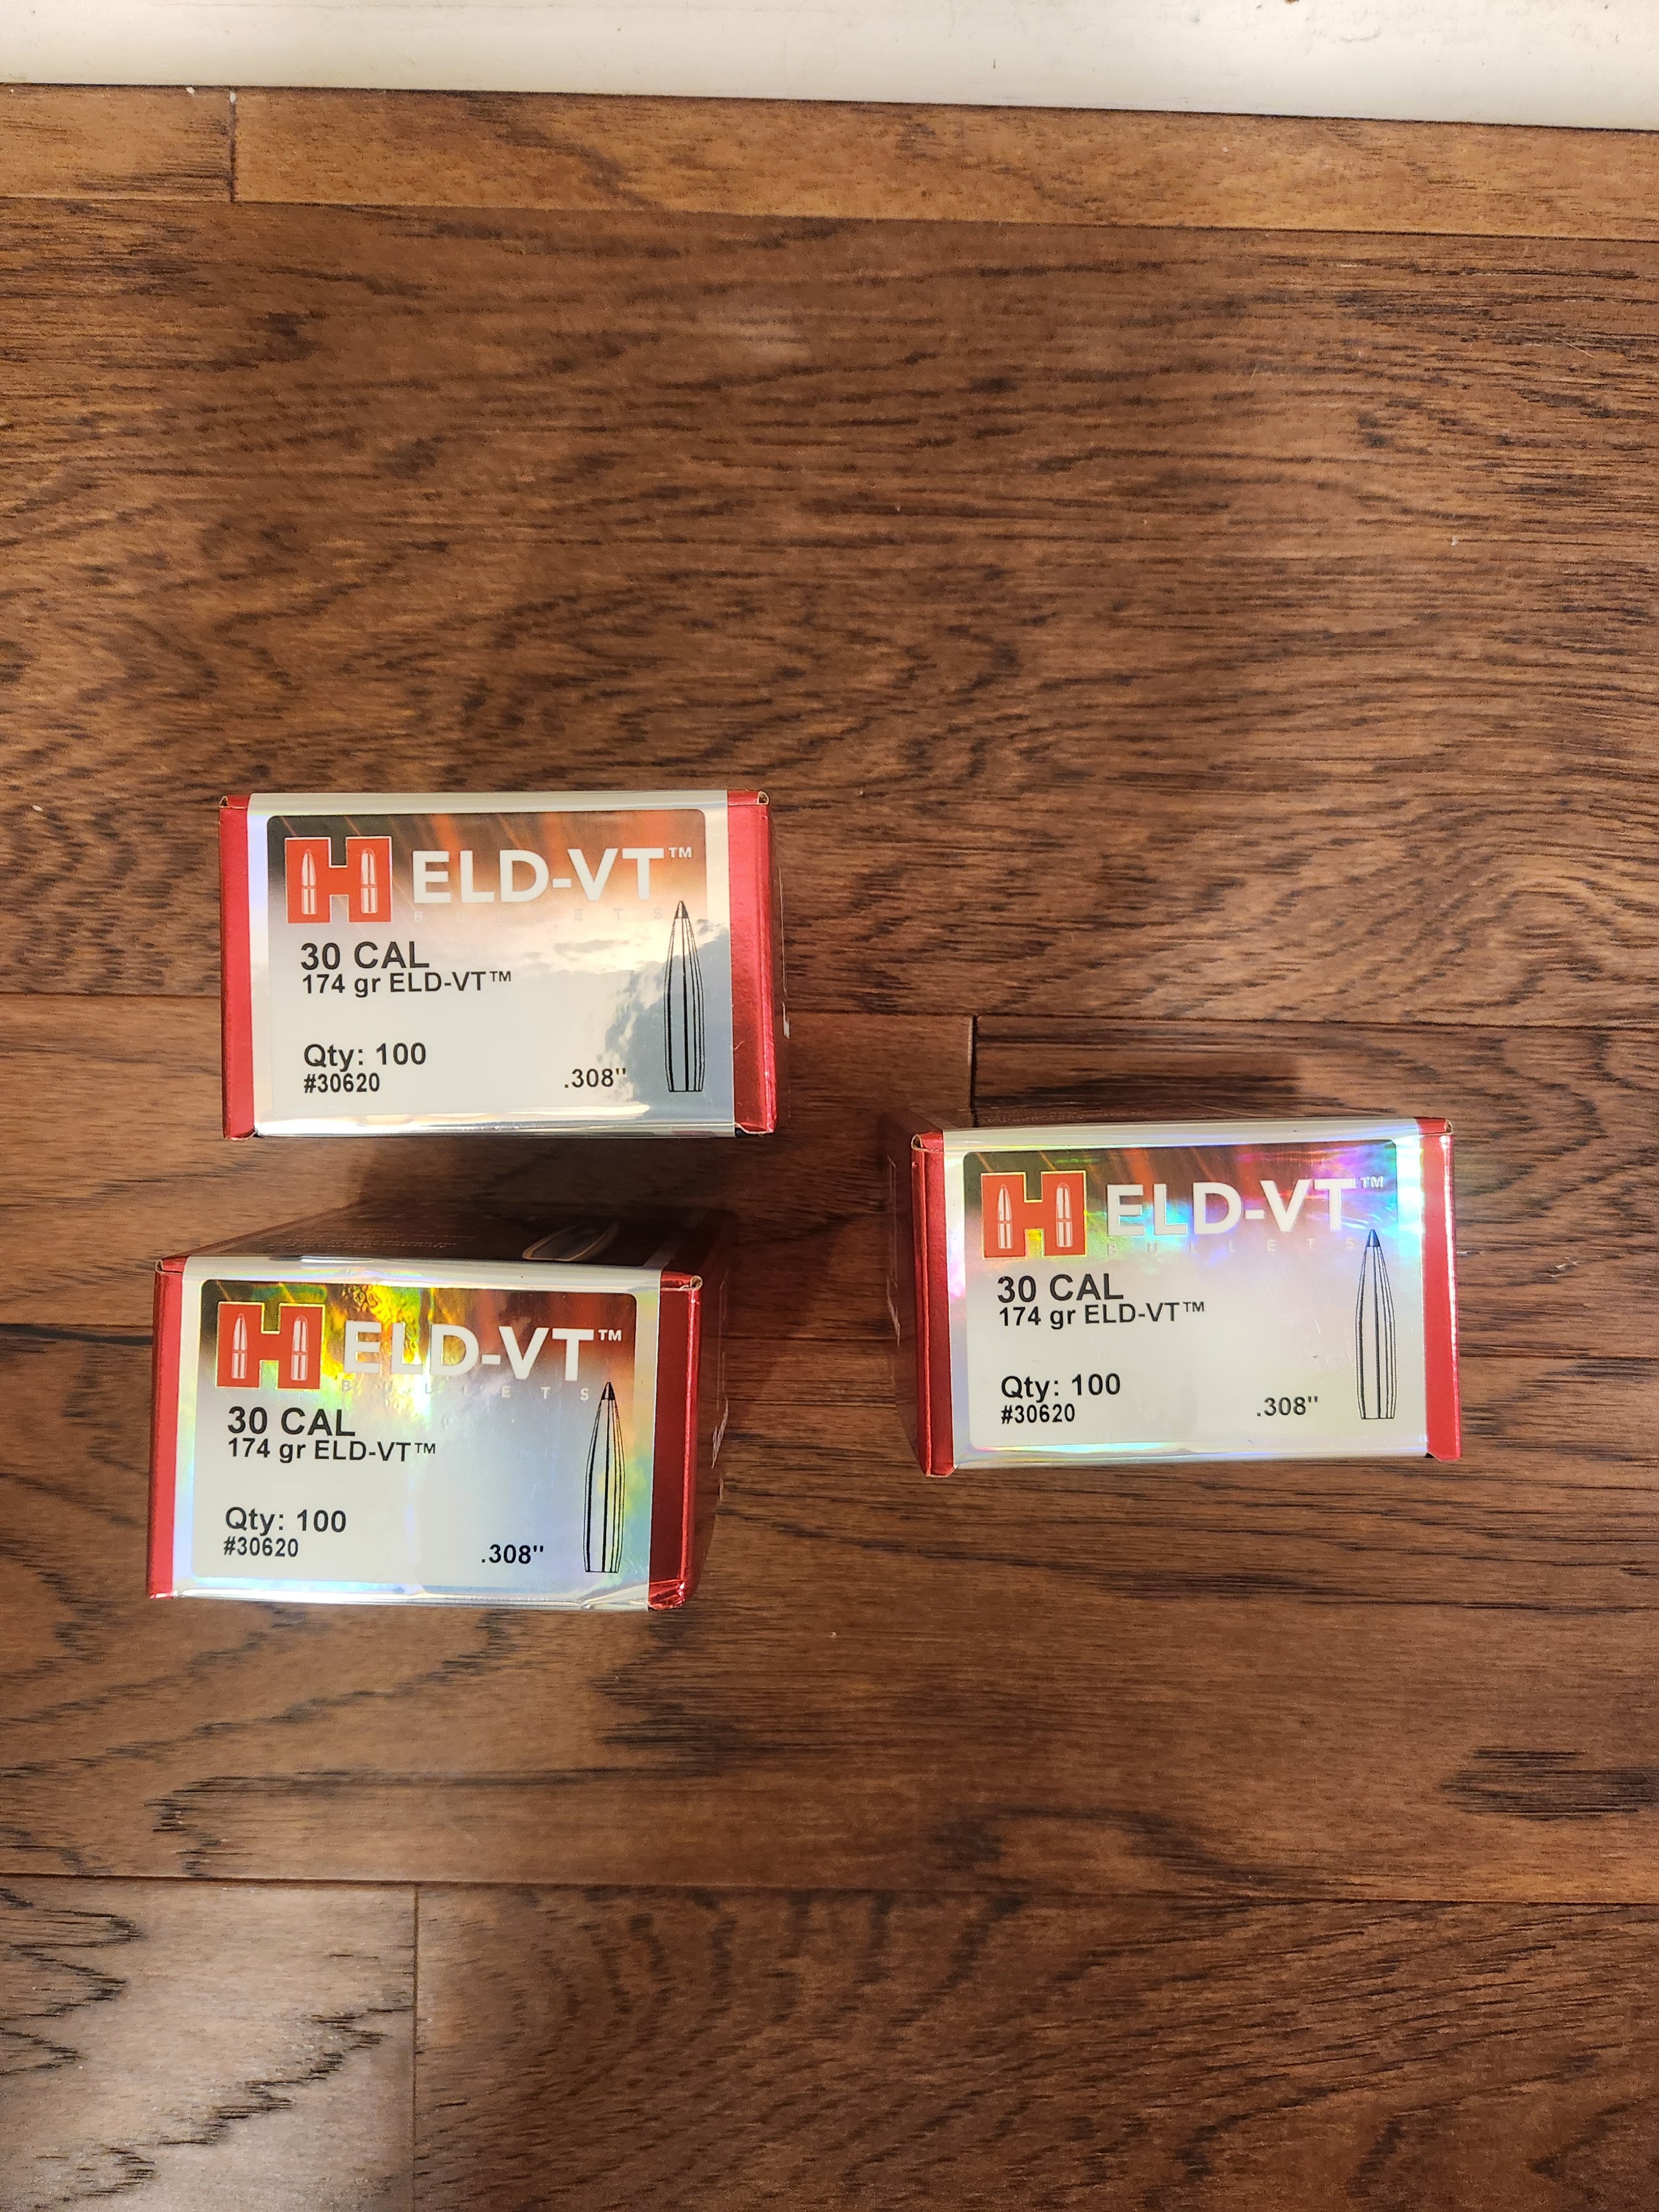 ELD-VT™
BULLETS
30 CAL
174 gr ELD-VT™
Qty: 100
#30620
.308"
ELD-VT™
BULLETS
30 CAL
174 gr ELD-VT™
Qty: 100
#30620
.308"
ELD-VT™
BULLETS
30 CAL
174 gr ELD-VT™
Qty: 100
#30620
.308"